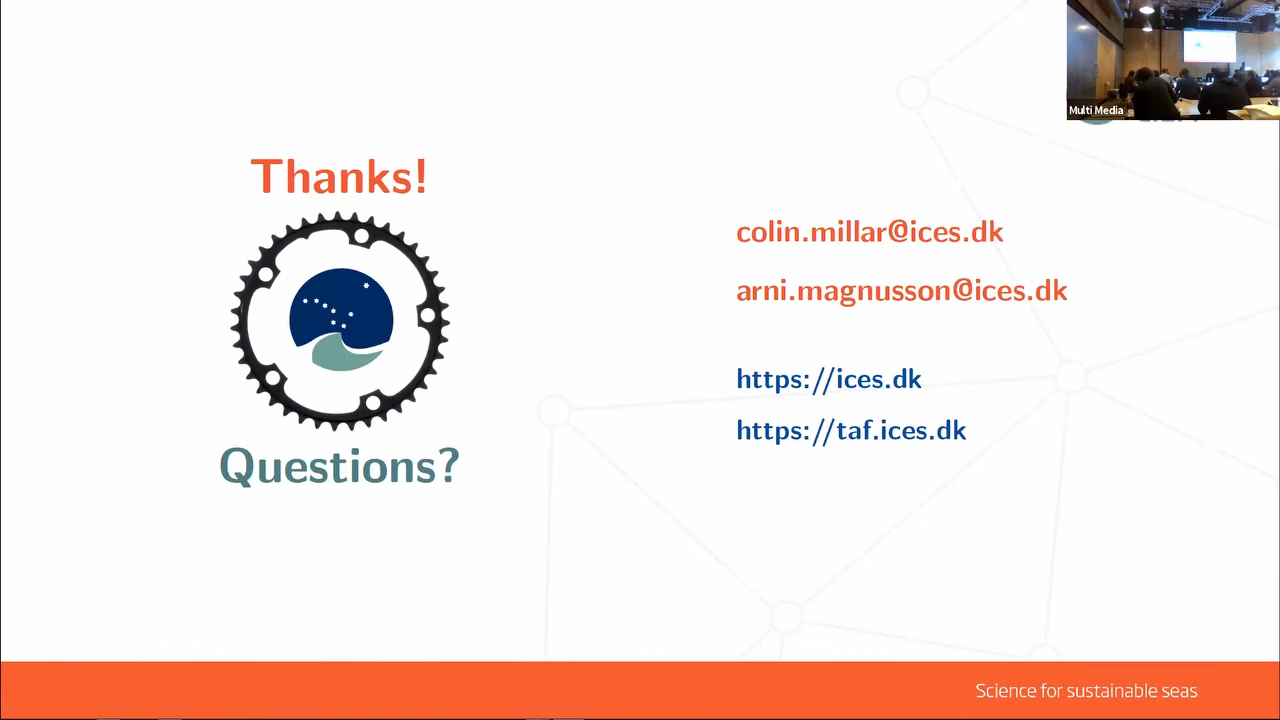 Multi Media
Thanks!
Questions?
colin.millar@ices.dk
arni.magnusson@ices.dk
https://ices.dk
https://taf.ices.dk
Science for sustainable seas